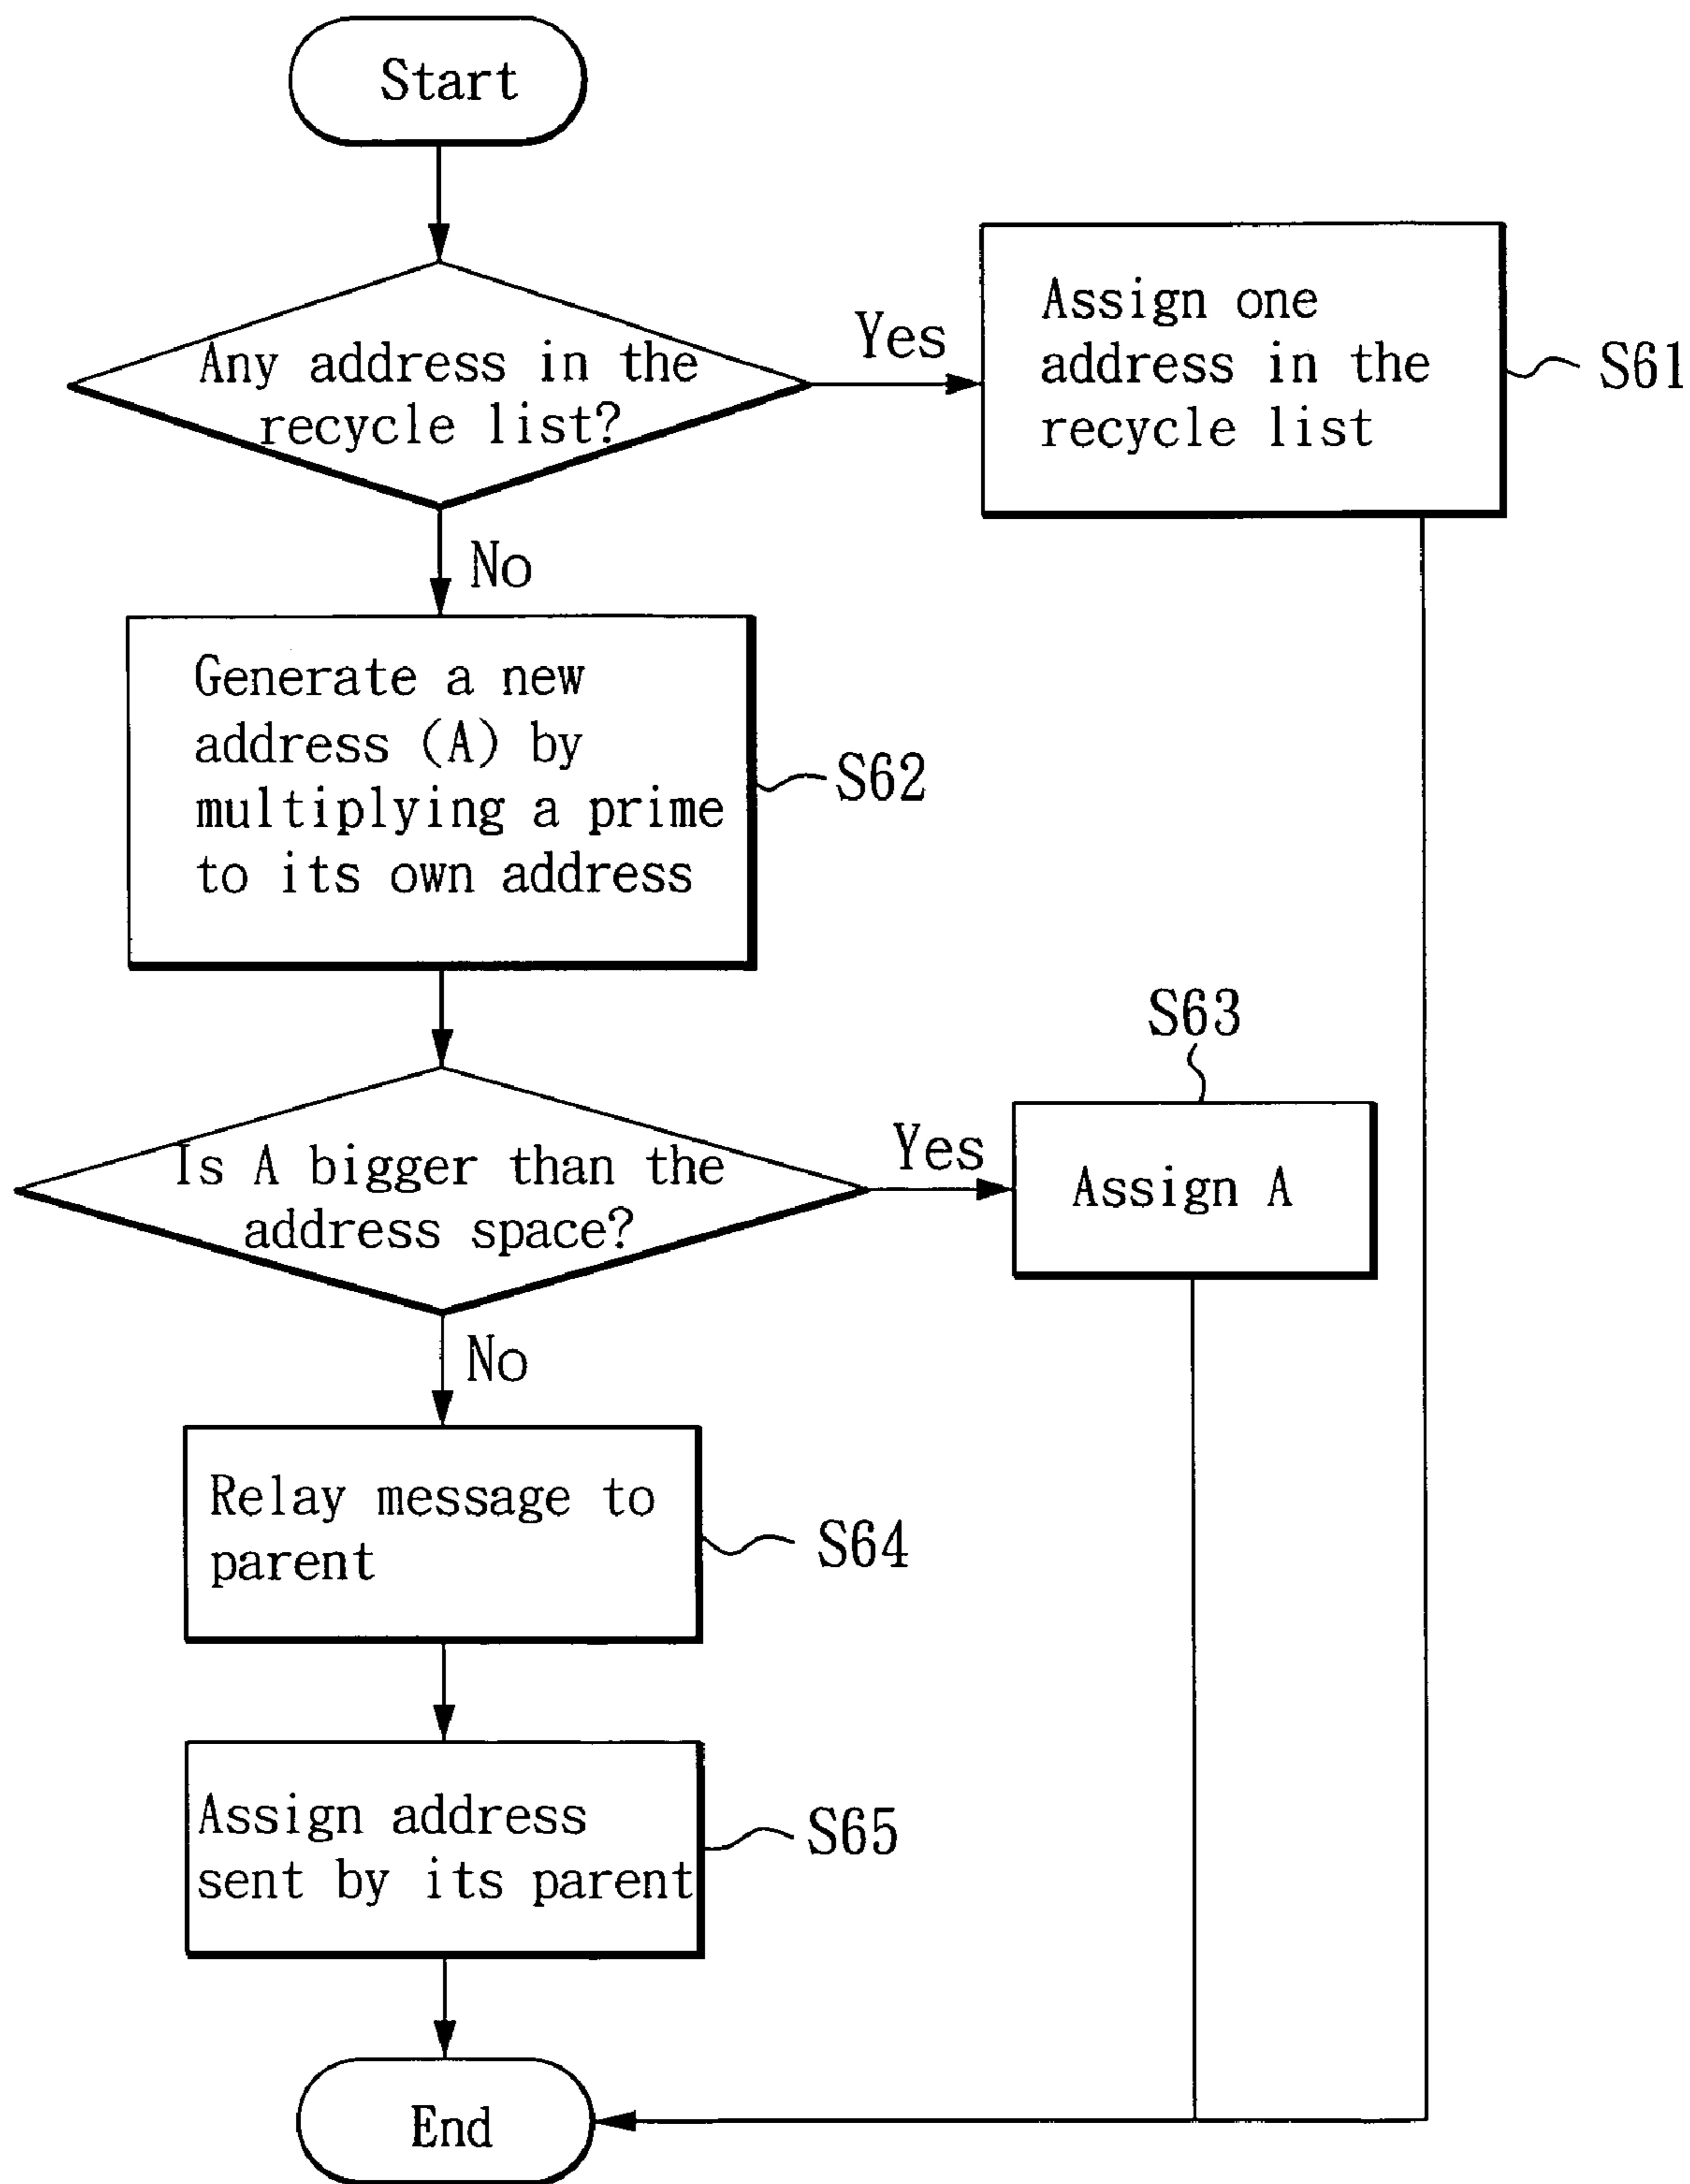 Start
Any address in the
recycle list?
Yes
Assign one
address in the
recycle list
S61
No
Generate a new
address (A) by
multiplying a prime
to its own address
S62
Is A bigger than the
address space?
Yes
S63
Assign A
No
Relay message to
parent
S64
Assign address
sent by its parent
S65
End